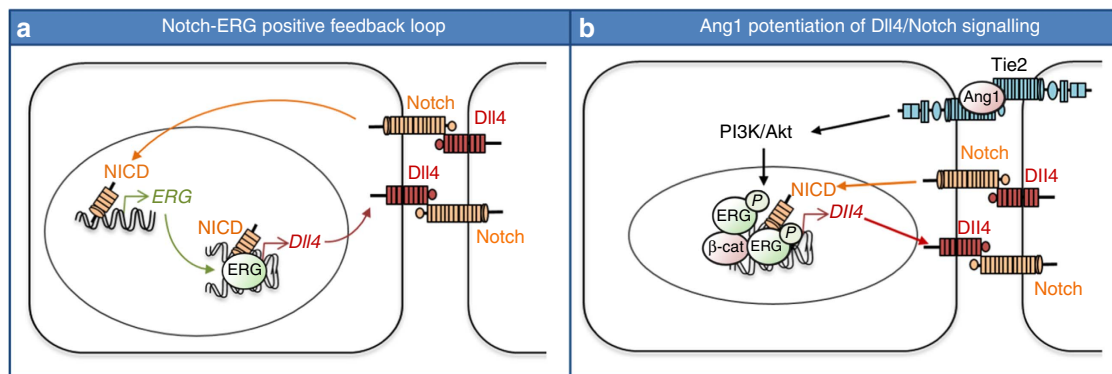 a
Notch-ERG positive feedback loop
Notch
Dll4
NICD
ERG
Dll4
NICD
Dll4
ERG
Notch
b
Ang1 potentiation of Dll4/Notch signalling
Tie2
Ang1
PI3K/Akt
Notch
NICD
P
Dll4
ERG
Dll4
P
Dll4
β-cat
ERG
Notch